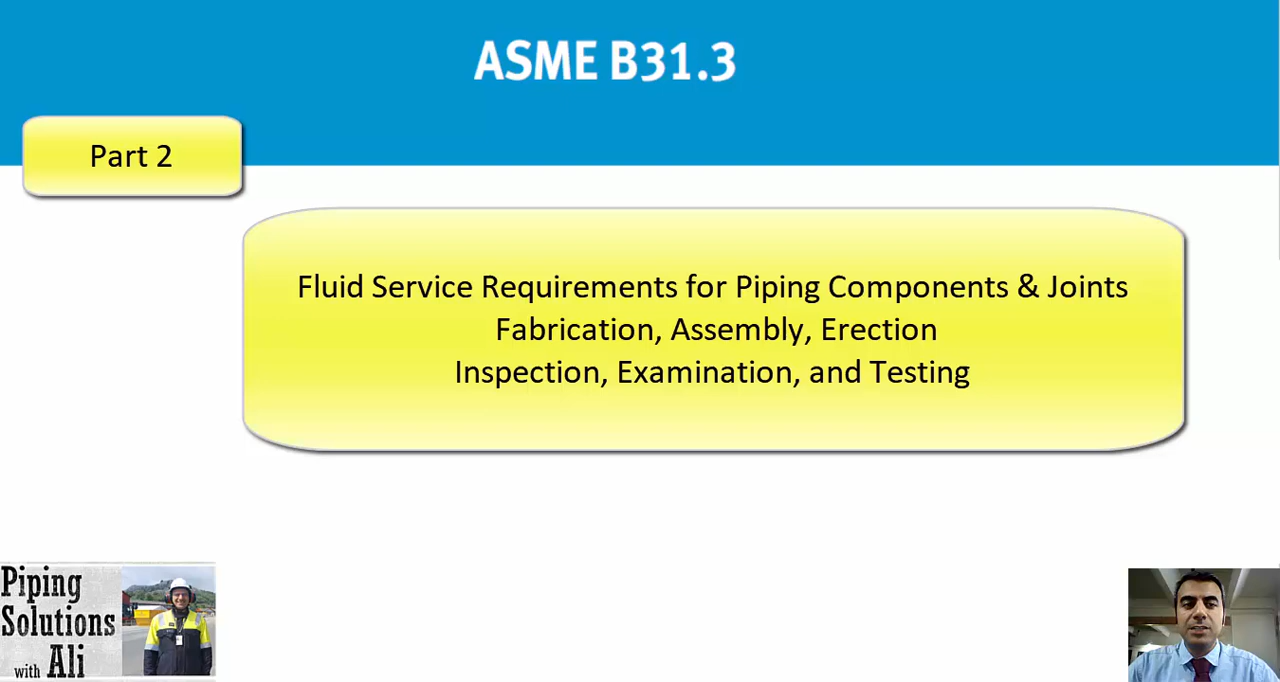 ASME B31.3
Part 2
Fluid Service Requirements for Piping Components & Joints
Fabrication, Assembly, Erection
Inspection, Examination, and Testing
Piping
Solutions
with Ali